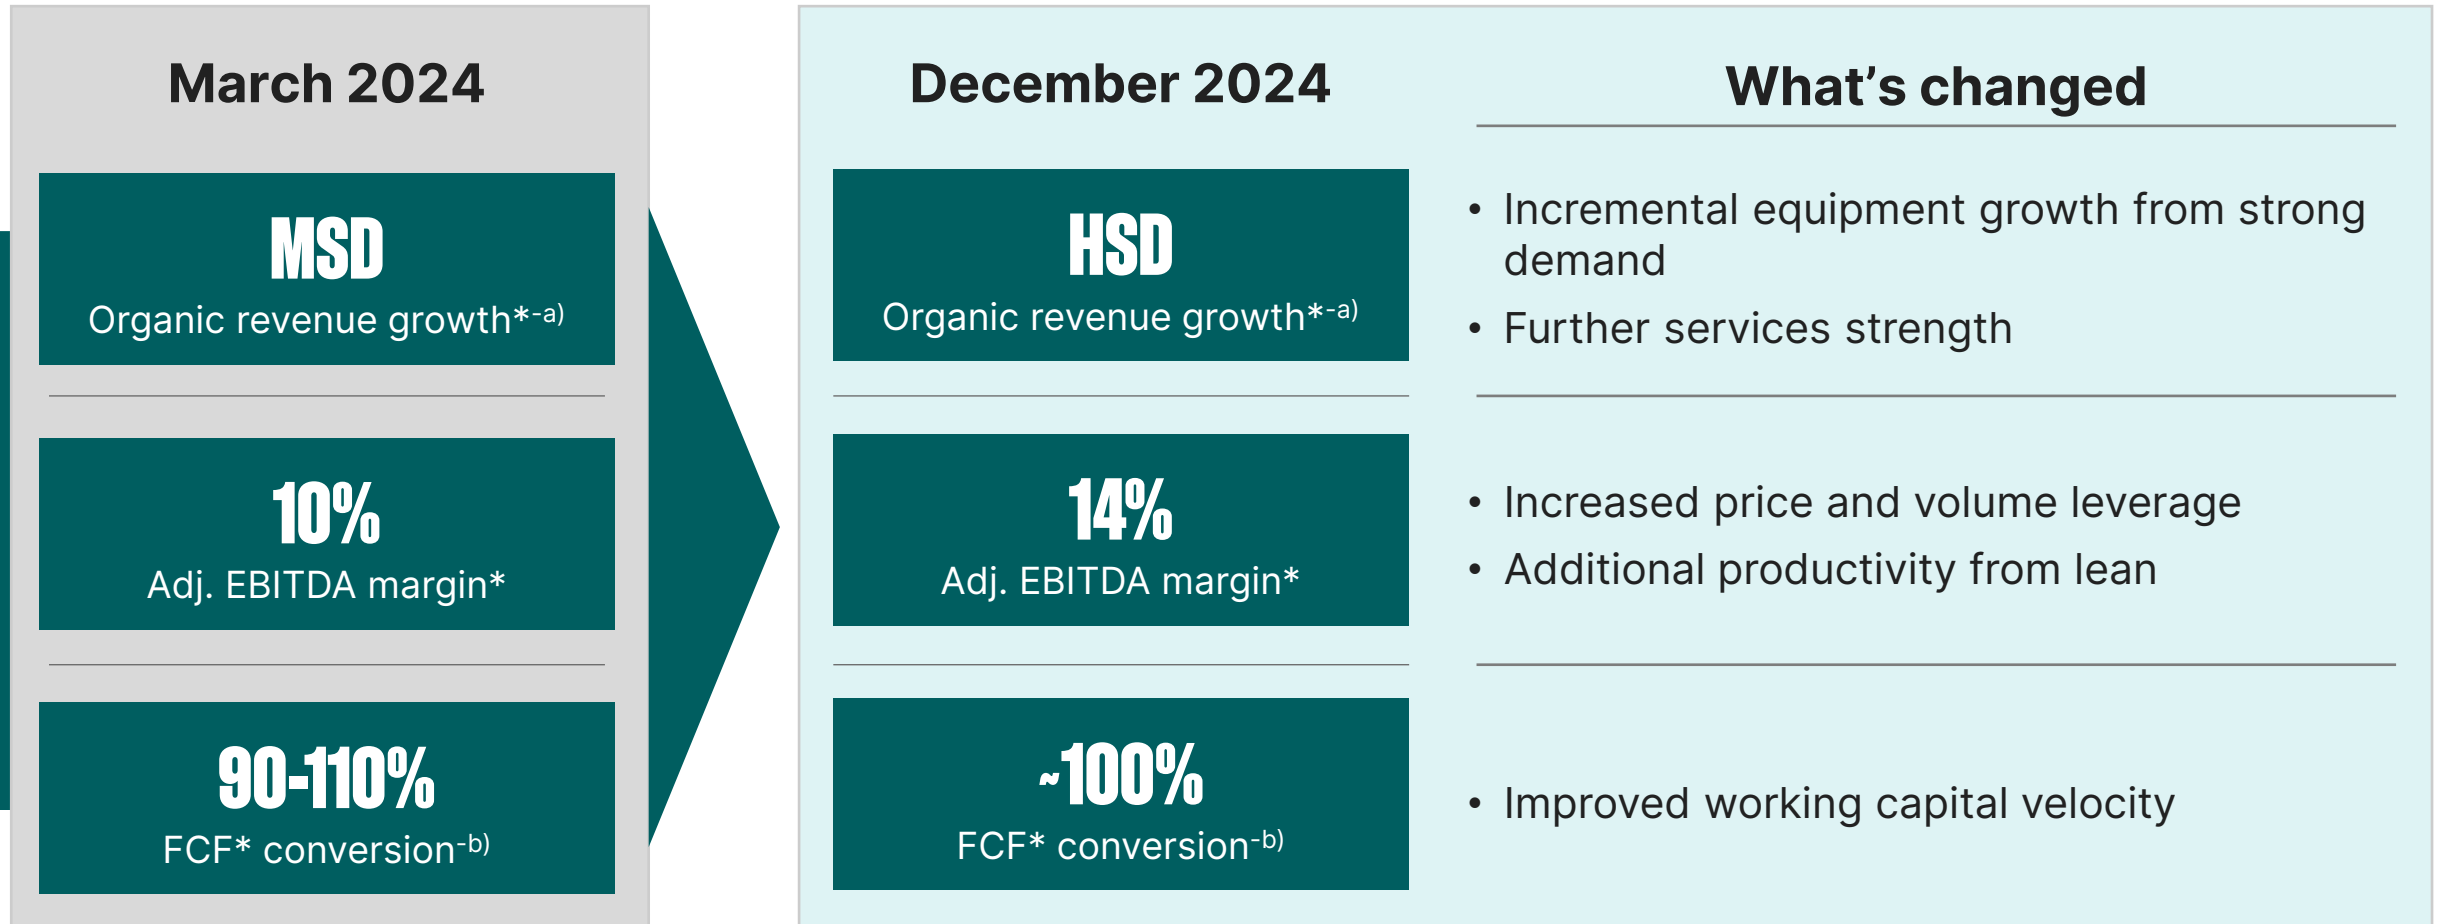 March 2024
MSD
Organic revenue growth*-a)
10%
Adj. EBITDA margin*
90-110%
FCF* conversion-b)
December 2024
HSD
Organic revenue growth*-a)
14%
Adj. EBITDA margin*
~100%
FCF* conversion-b)
What’s changed
• Incremental equipment growth from strong
demand
• Further services strength
• Increased price and volume leverage
• Additional productivity from lean
• Improved working capital velocity